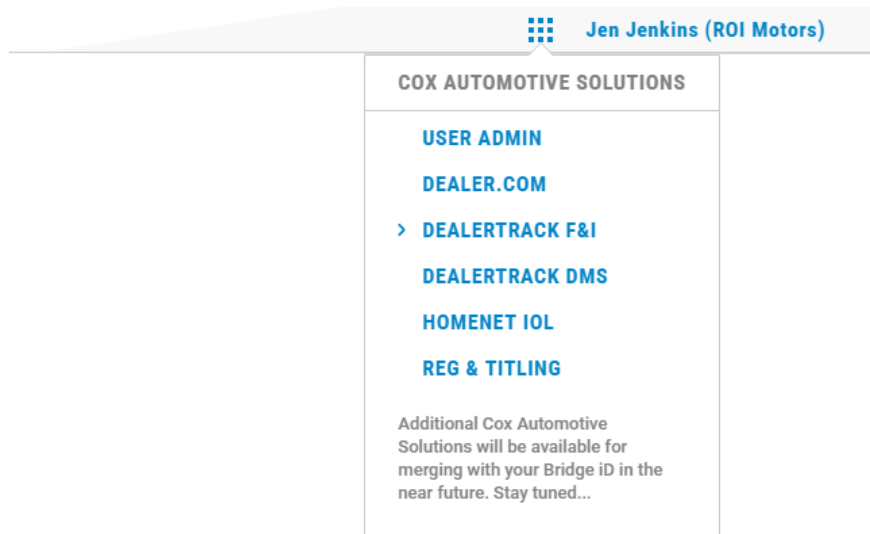 Jen Jenkins (ROI Motors)
COX AUTOMOTIVE SOLUTIONS
USER ADMIN
DEALER.COM
DEALERTRACK F&I
DEALERTRACK DMS
HOMENET IOL
REG & TITLING
Additional Cox Automotive
Solutions will be available for
merging with your Bridge iD in the
near future. Stay tuned...